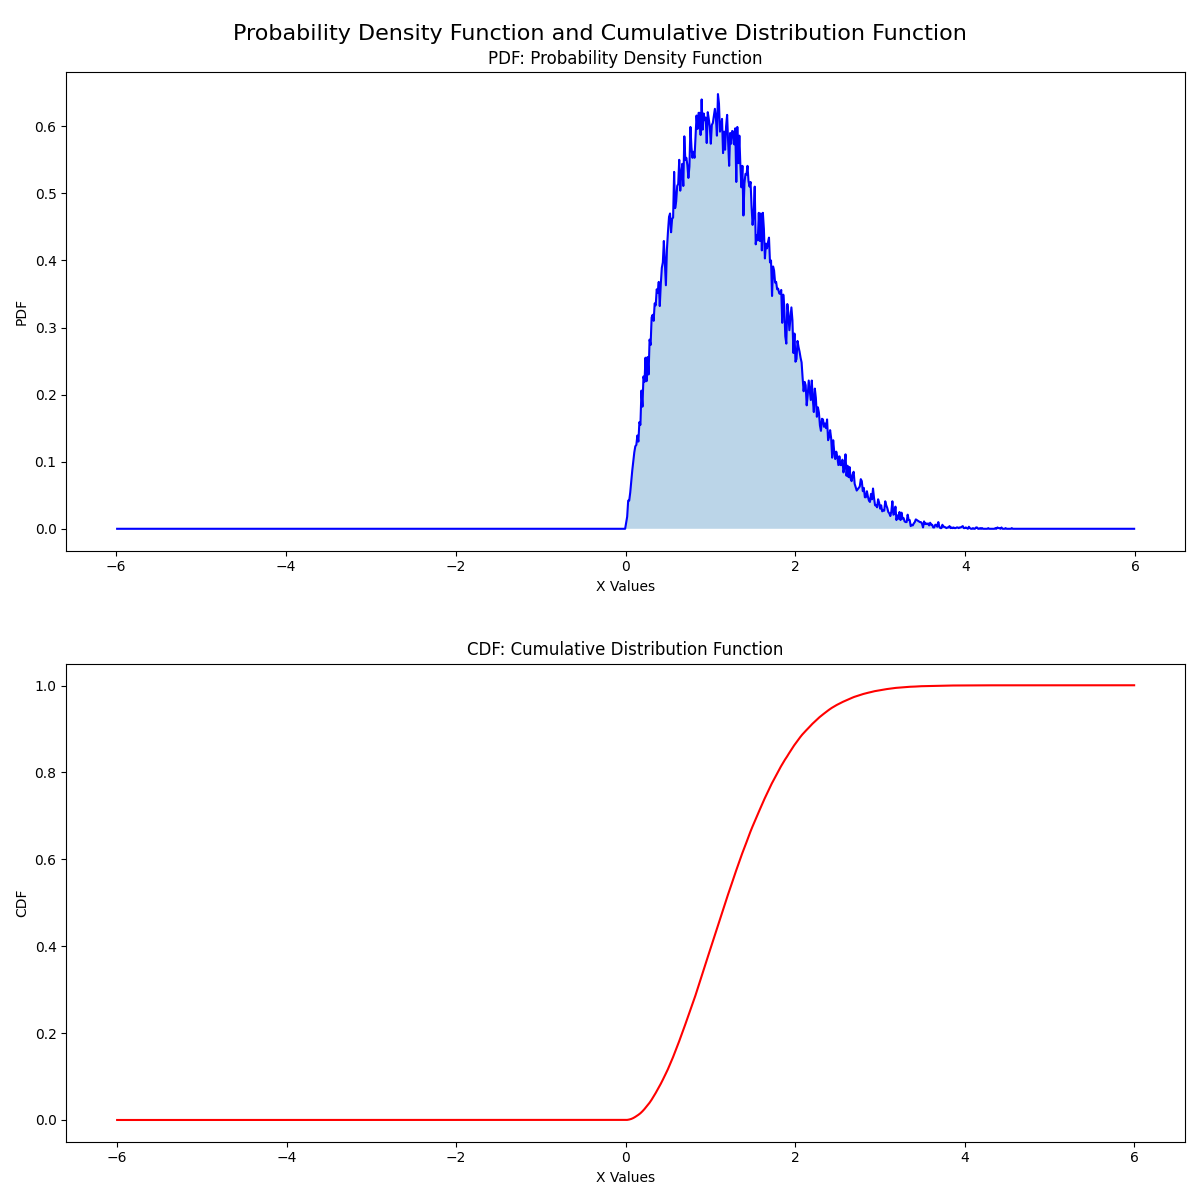 Probability Density Function and Cumulative Distribution Function
PDF: Probability Density Function
0.6
0.5
0.4
0.3
0.2
0.1
0.0
PDF
−6 −4 −2 0 2 4 6
X Values
CDF: Cumulative Distribution Function
1.0
0.8
0.6
0.4
0.2
0.0
CDF
−6 −4 −2 0 2 4 6
X Values